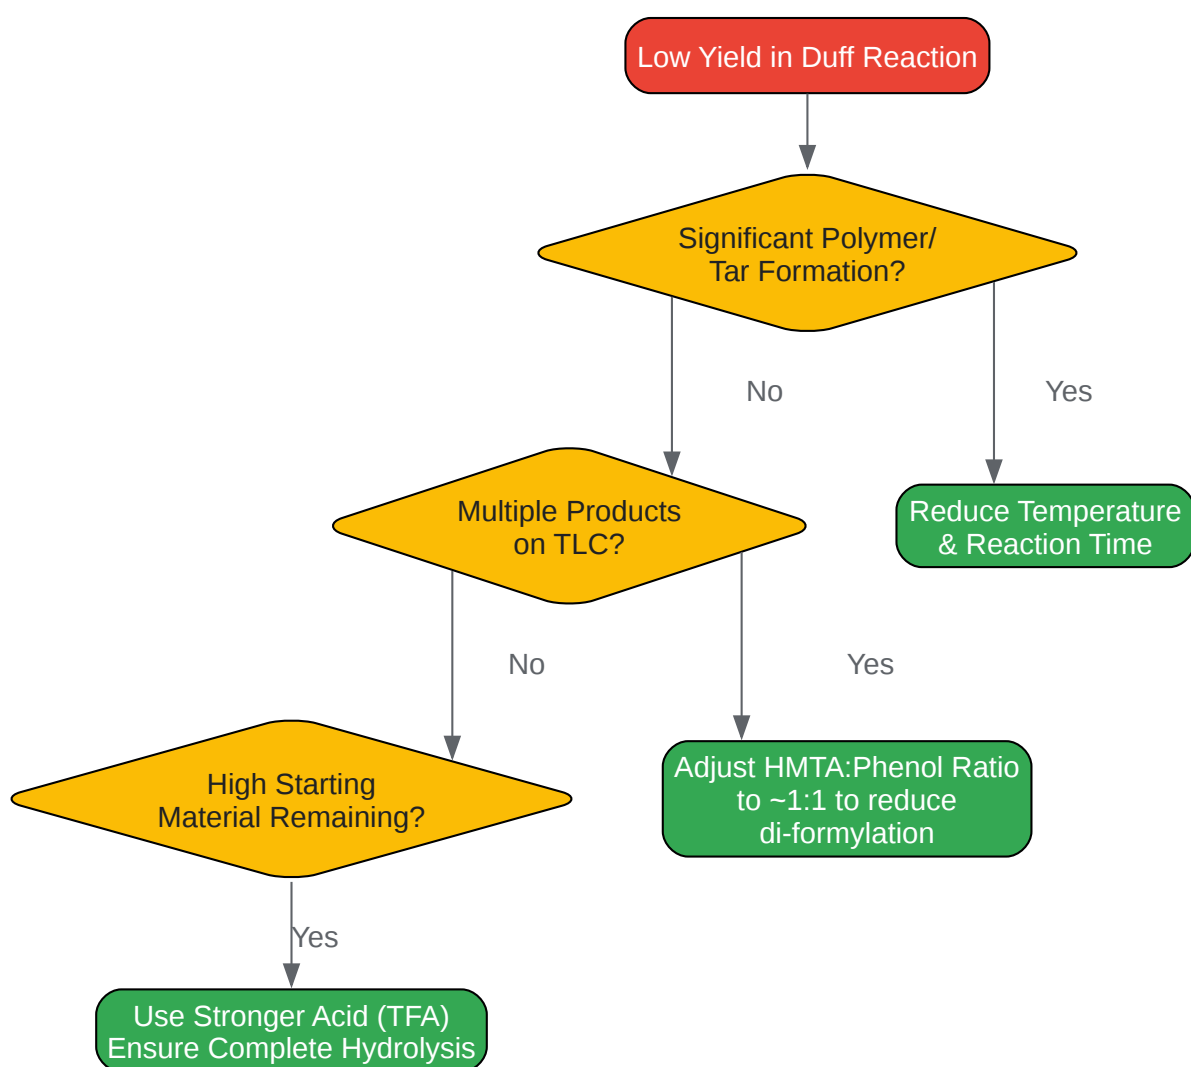 Low Yield in Duff Reaction
Significant Polymer/
Tar Formation?
No
Yes
Multiple Products
on TLC?
Reduce Temperature
& Reaction Time
No
Yes
High Starting
Material Remaining?
Adjust HMTA:Phenol Ratio
to ~1:1 to reduce
di-formylation
Yes
Use Stronger Acid (TFA)
Ensure Complete Hydrolysis